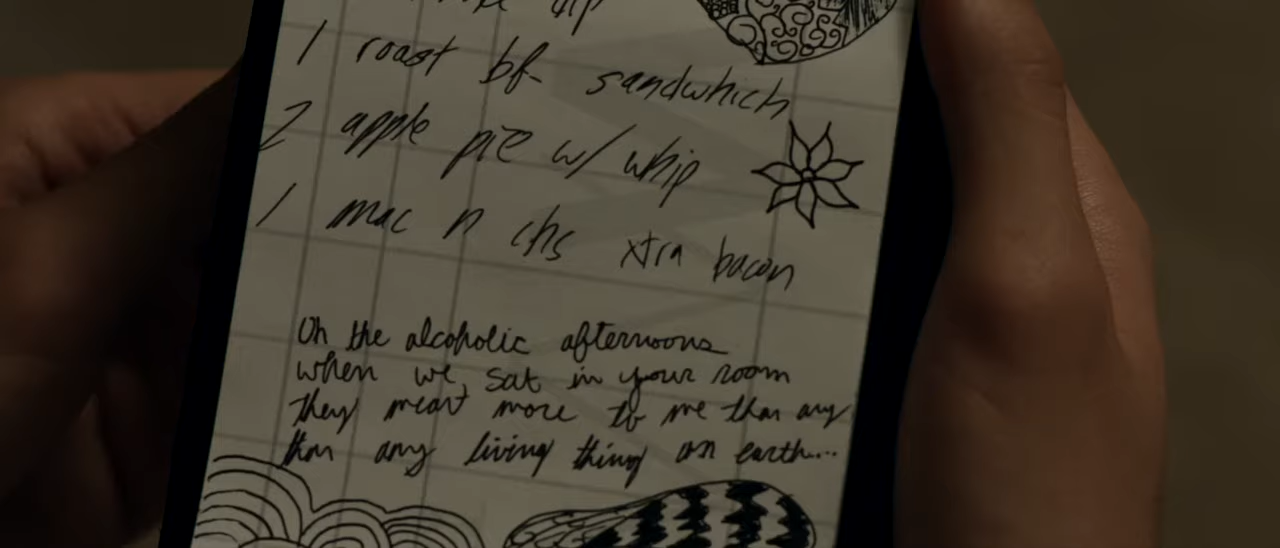 dip
1 roast bf sandwhich
2 apple pie w/ whip
1 mac n chs xtra bacon
Oh the alcoholic afternoons
when we, sat in your room
they meant more to me than any
than any living thing on earth...